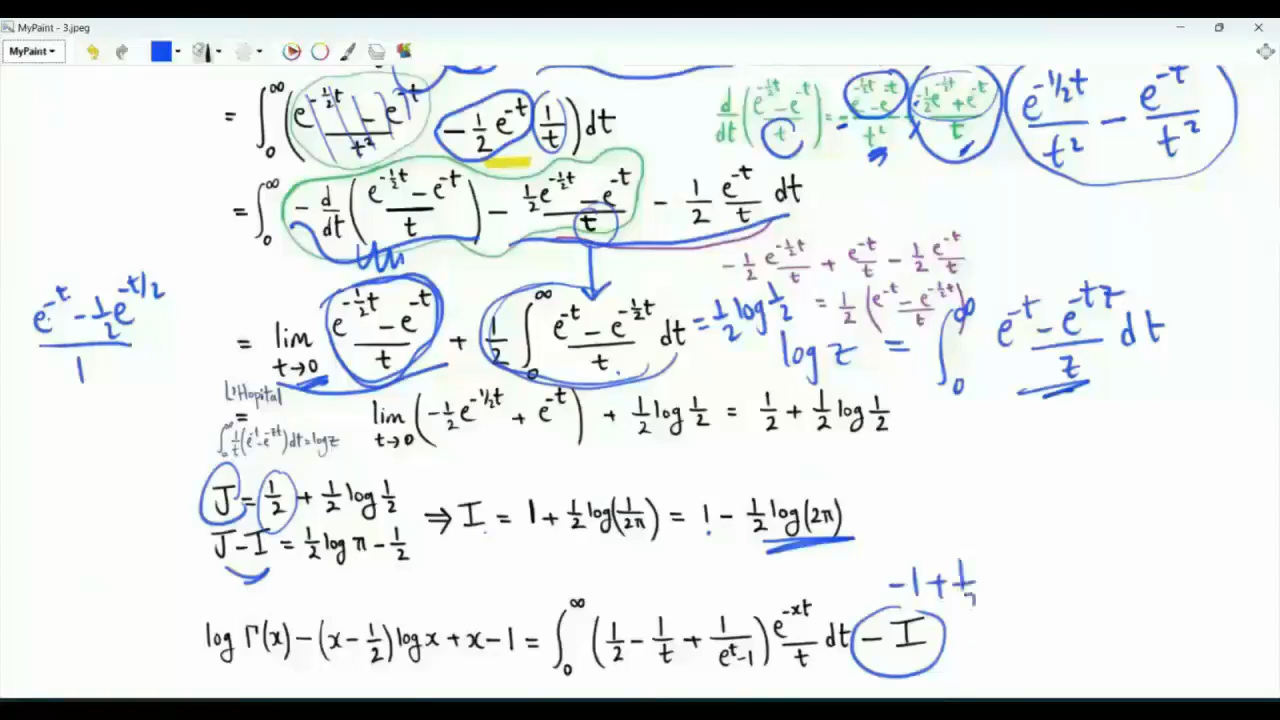 MyPaint - 3.jpeg
MyPaint
= ∫₀^∞ ( (e^{-½t} - e^{-t})/t² - ½ e^{-t} (1/t) ) dt
d/dt ( (e^{-½t} - e^{-t})/t ) = - (e^{-½t} - e^{-t})/t² + (-½e^{-½t} + e^{-t})/t
e^{-1/2t}/t² - e^{-t}/t²
= ∫₀^∞ - d/dt ( (e^{-½t} - e^{-t})/t ) - (½e^{-½t} - e^{-t})/t - ½ e^{-t}/t dt
- ½ e^{-½t}/t + e^{-t}/t - ½ e^{-t}/t
= ½ ( (e^{-t} - e^{-½t})/t )
(e^{-t} - ½e^{-t/2})/1
= lim_{t→0} (e^{-½t} - e^{-t})/t + ½ ∫₀^∞ (e^{-t} - e^{-½t})/t dt = ½ log ½
log z = ∫₀^∞ (e^{-t} - e^{-tz})/z dt
L'Hopital
= lim_{t→0} ( -½e^{-1/2t} + e^{-t} ) + ½ log ½ = ½ + ½ log ½
∫₀^∞ 1/t (e^{-t} - e^{-zt}) dt = log z
J = ½ + ½ log ½
J - I = ½ log π - ½
⇒ I = 1 + ½ log(1/2π) = 1 - ½ log(2π)
-1 + ½
log Γ(x) - (x - ½) log x + x - 1 = ∫₀^∞ ( ½ - 1/t + 1/(e^t - 1) ) e^{-xt}/t dt - I